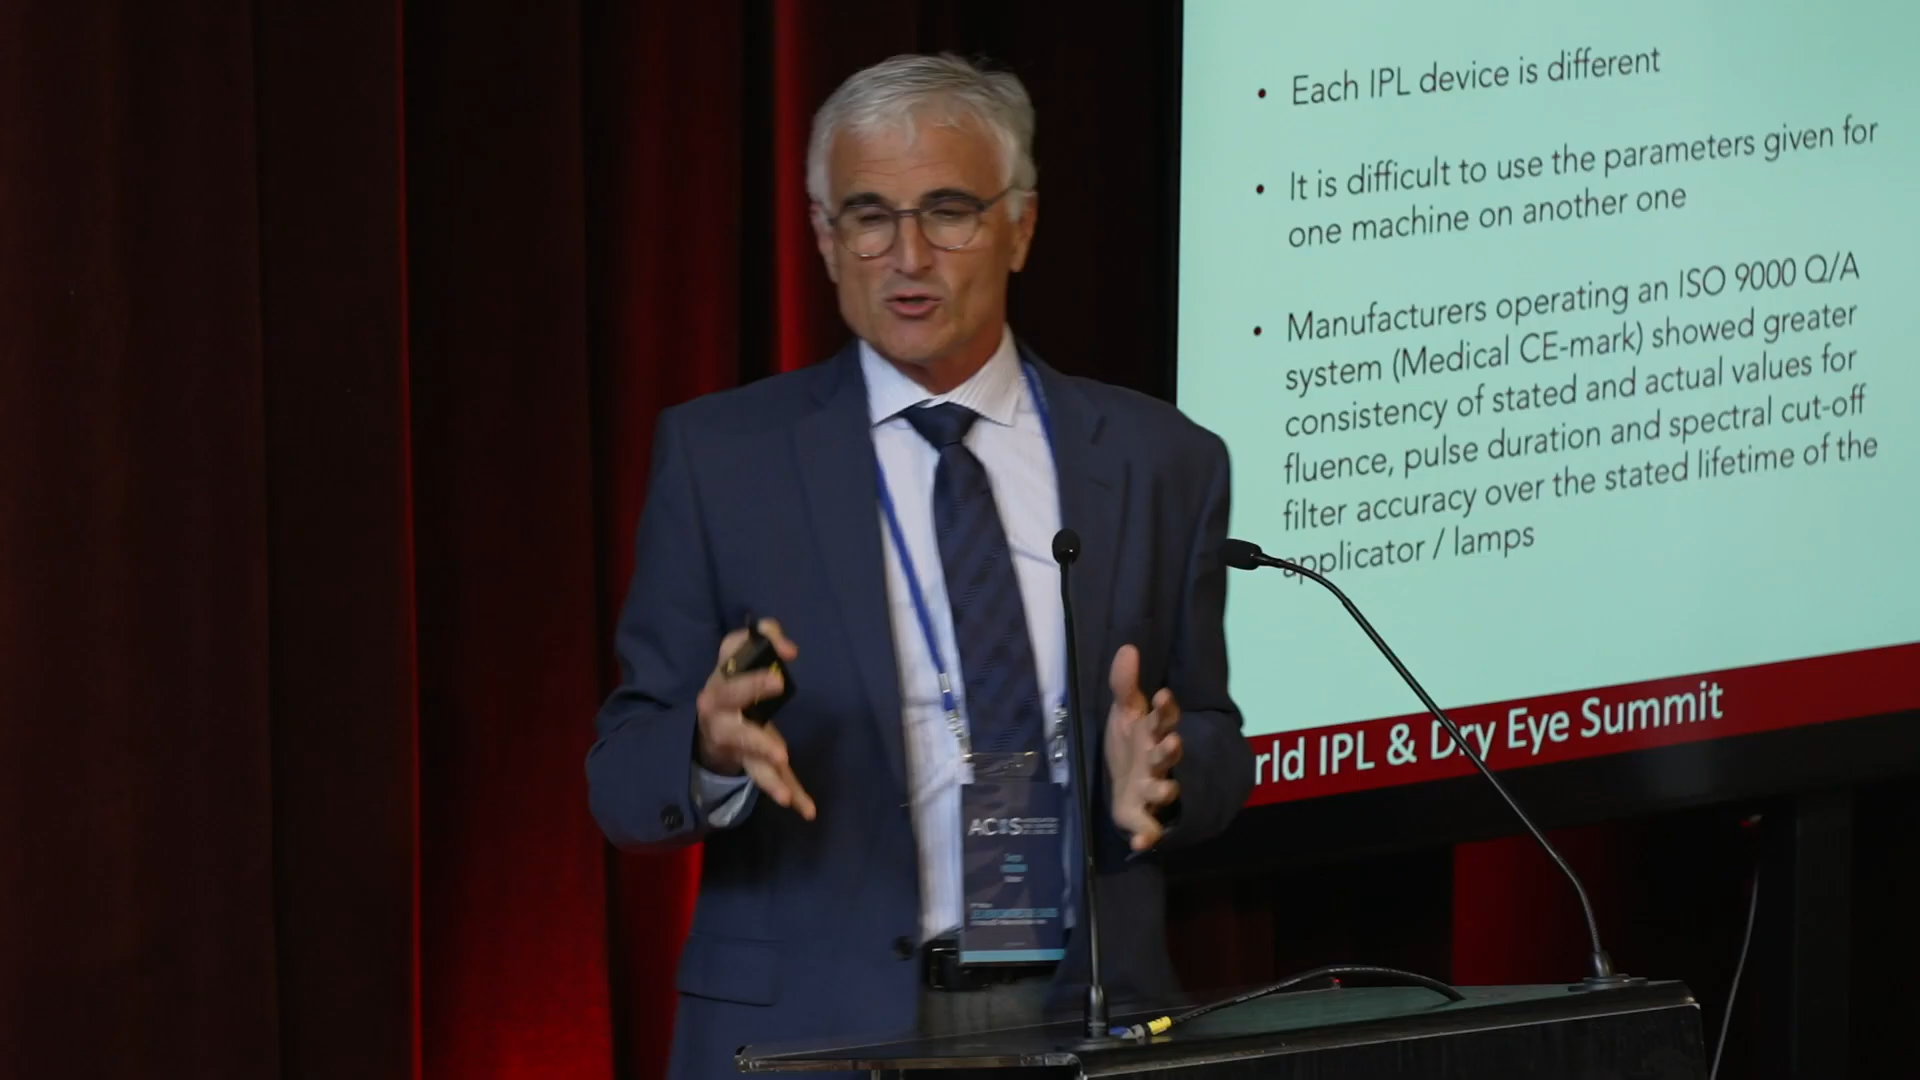 • Each IPL device is different
• It is difficult to use the parameters given for
one machine on another one
• Manufacturers operating an ISO 9000 Q/A
system (Medical CE-mark) showed greater
consistency of stated and actual values for
fluence, pulse duration and spectral cut-off
filter accuracy over the stated lifetime of the
applicator / lamps
rld IPL & Dry Eye Summit